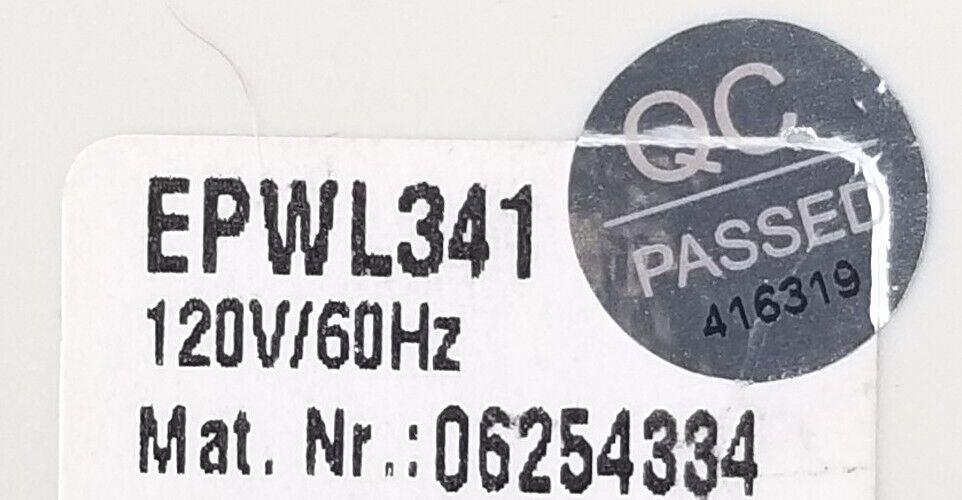 EPWL341
120V/60Hz
Mat. Nr.:06254334
QC
PASSED
416319